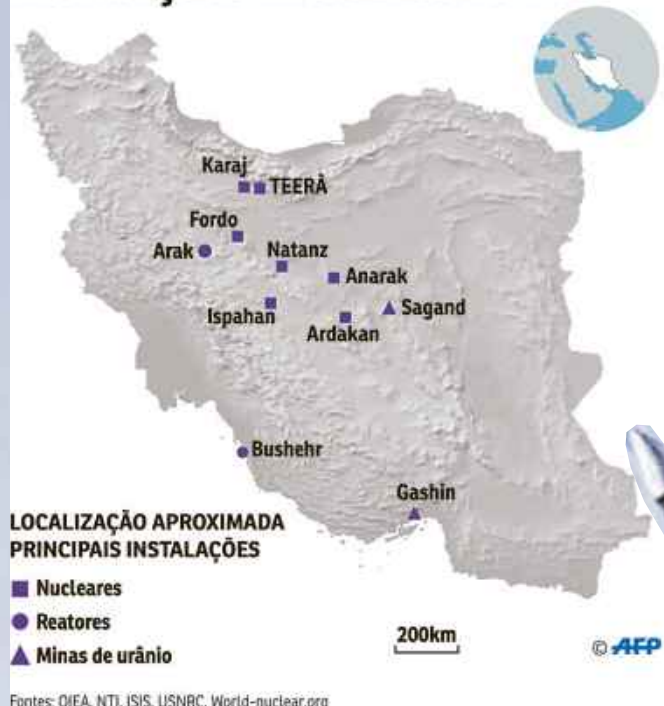 Karaj
TEERÃ
Fordo
Arak
Natanz
Anarak
Ispahan
Sagand
Ardakan
Bushehr
Gashin
LOCALIZAÇÃO APROXIMADA
PRINCIPAIS INSTALAÇÕES
Nucleares
Reatores
Minas de urânio
200km
© AFP
Fontes: OIEA, NTI, ISIS, USNRC, World-nuclear.org